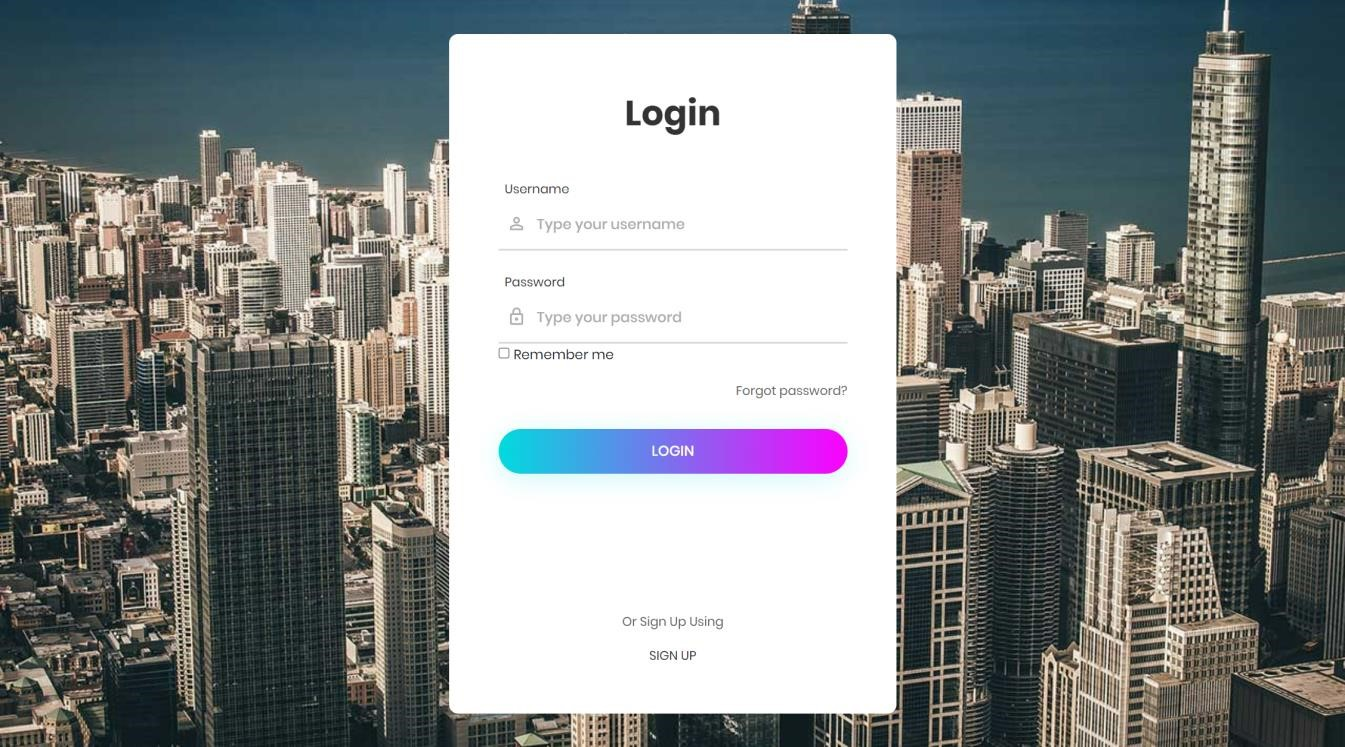 Login
Username
Type your username
Password
Type your password
Remember me
Forgot password?
LOGIN
Or Sign Up Using
SIGN UP